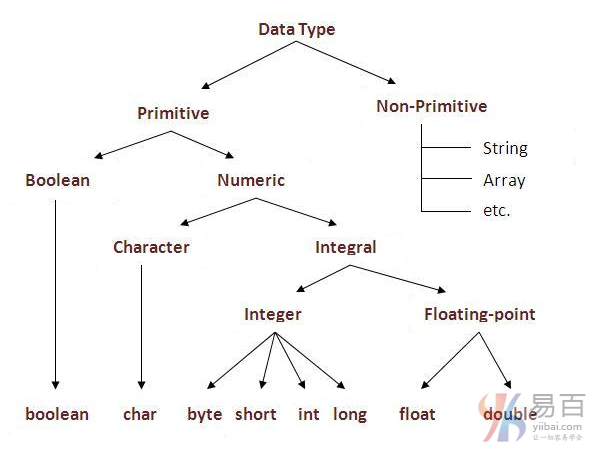 Data Type
Primitive
Non-Primitive
String
Boolean
Numeric
Array
etc.
Character
Integral
Integer
Floating-point
boolean
char
byte
short
int
long
float
double
易百
yiibai.com
让一切容易学会